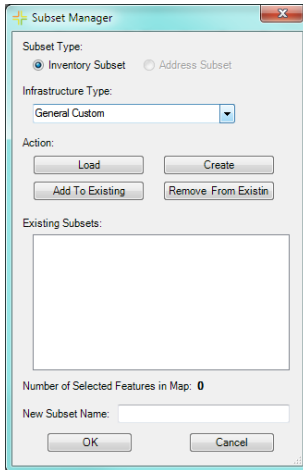 Subset Manager
Subset Type:
Inventory Subset Address Subset
Infrastructure Type:
General Custom
Action:
Load Create
Add To Existing Remove From Existin
Existing Subsets:
Number of Selected Features in Map: 0
New Subset Name:
OK Cancel